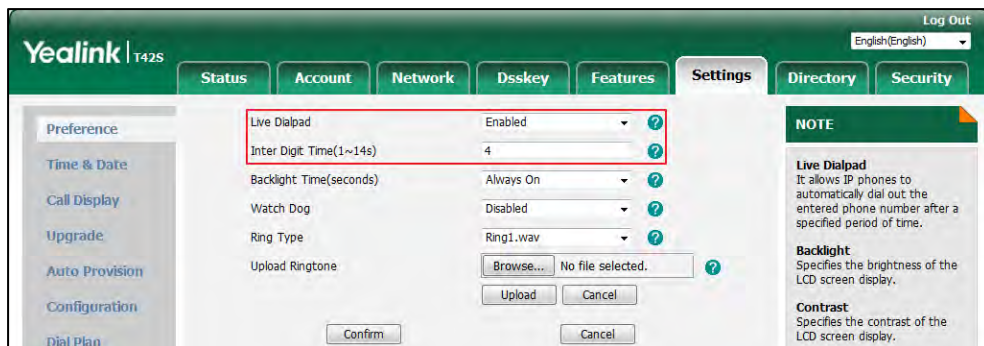 Log Out
English(English)
Yealink | T42S
Status Account Network Dsskey Features Settings Directory Security
Preference
Time & Date
Call Display
Upgrade
Auto Provision
Configuration
Dial Plan
Live Dialpad Enabled ?
Inter Digit Time(1~14s) 4 ?
Backlight Time(seconds) Always On ?
Watch Dog Disabled ?
Ring Type Ring1.wav ?
Upload Ringtone Browse... No file selected. ?
Upload Cancel
Confirm Cancel
NOTE
Live Dialpad
It allows IP phones to
automatically dial out the
entered phone number after a
specified period of time.
Backlight
Specifies the brightness of the
LCD screen display.
Contrast
Specifies the contrast of the
LCD screen display.